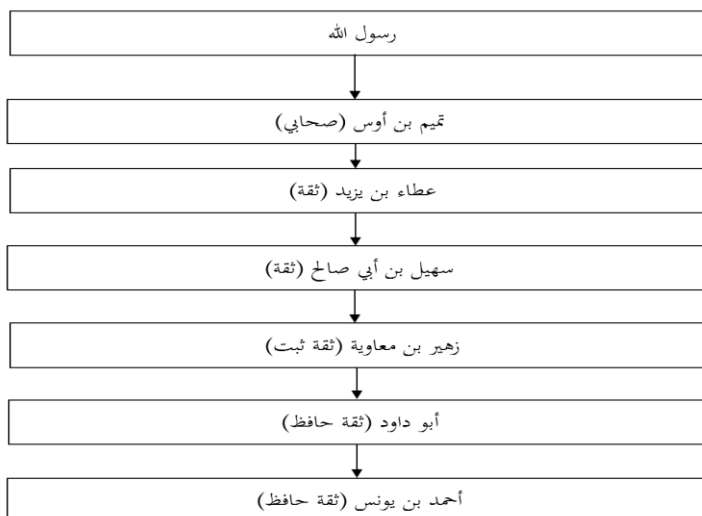 رسول الله
تميم بن أوس (صحابي)
عطاء بن يزيد (ثقة)
سهيل بن أبي صالح (ثقة)
زهير بن معاوية (ثقة ثبت)
أبو داود (ثقة حافظ)
أحمد بن يونس (ثقة حافظ)